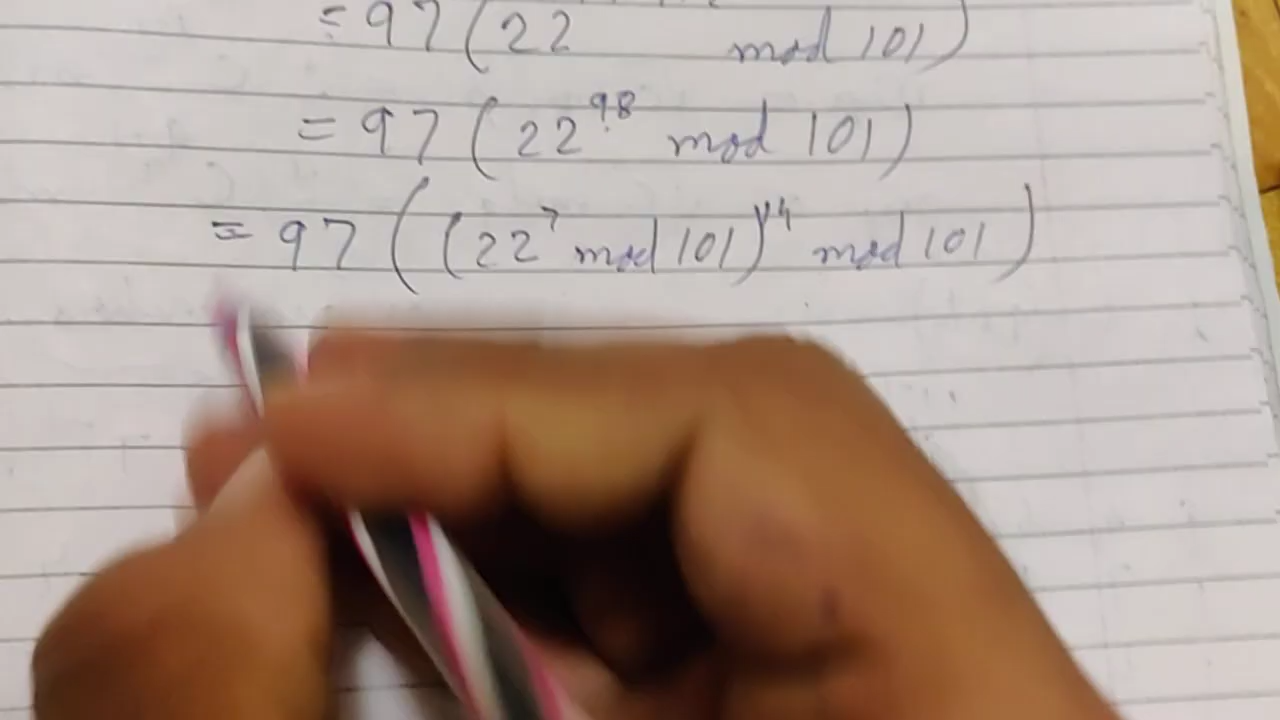 = 97 (22 mod 101)
= 97 (22^98 mod 101)
= 97 ((22^7 mod 101)^14 mod 101)